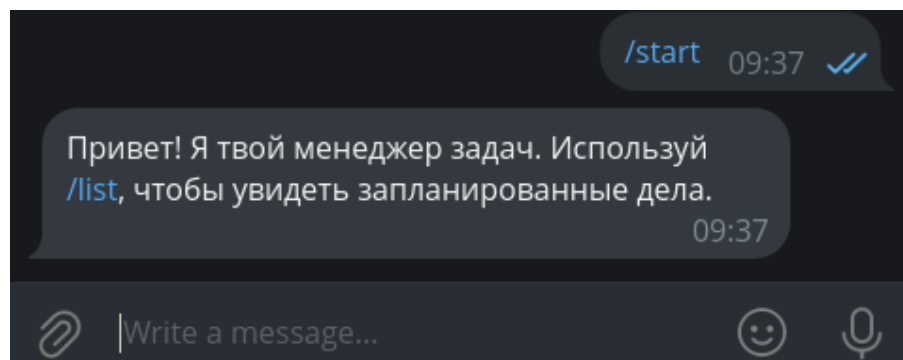 /start 09:37
Привет! Я твой менеджер задач. Используй
/list, чтобы увидеть запланированные дела.
09:37
Write a message...